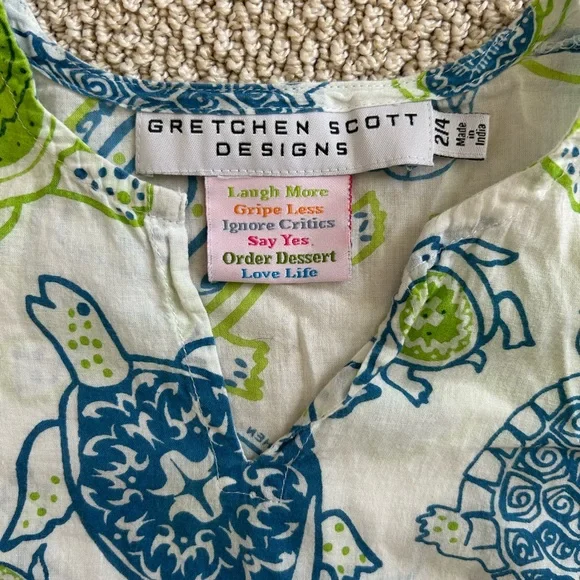 GRETCHEN SCOTT
DESIGNS
2/4
Made
in
India
Laugh More
Gripe Less
Ignore Critics
Say Yes
Order Dessert
Love Life